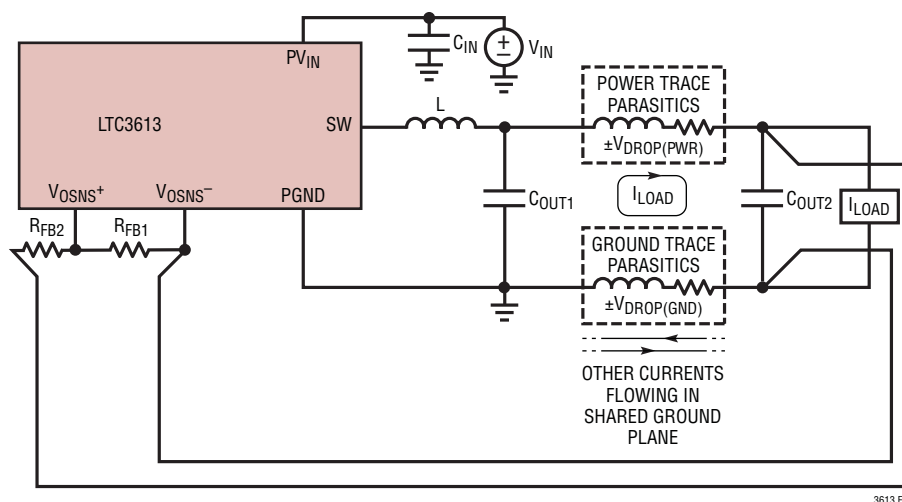 PVIN
CIN
+
−
VIN
LTC3613
SW
L
POWER TRACE
PARASITICS
±VDROP(PWR)
VOSNS+
VOSNS−
PGND
COUT1
ILOAD
COUT2
ILOAD
RFB2
RFB1
GROUND TRACE
PARASITICS
±VDROP(GND)
OTHER CURRENTS
FLOWING IN
SHARED GROUND
PLANE